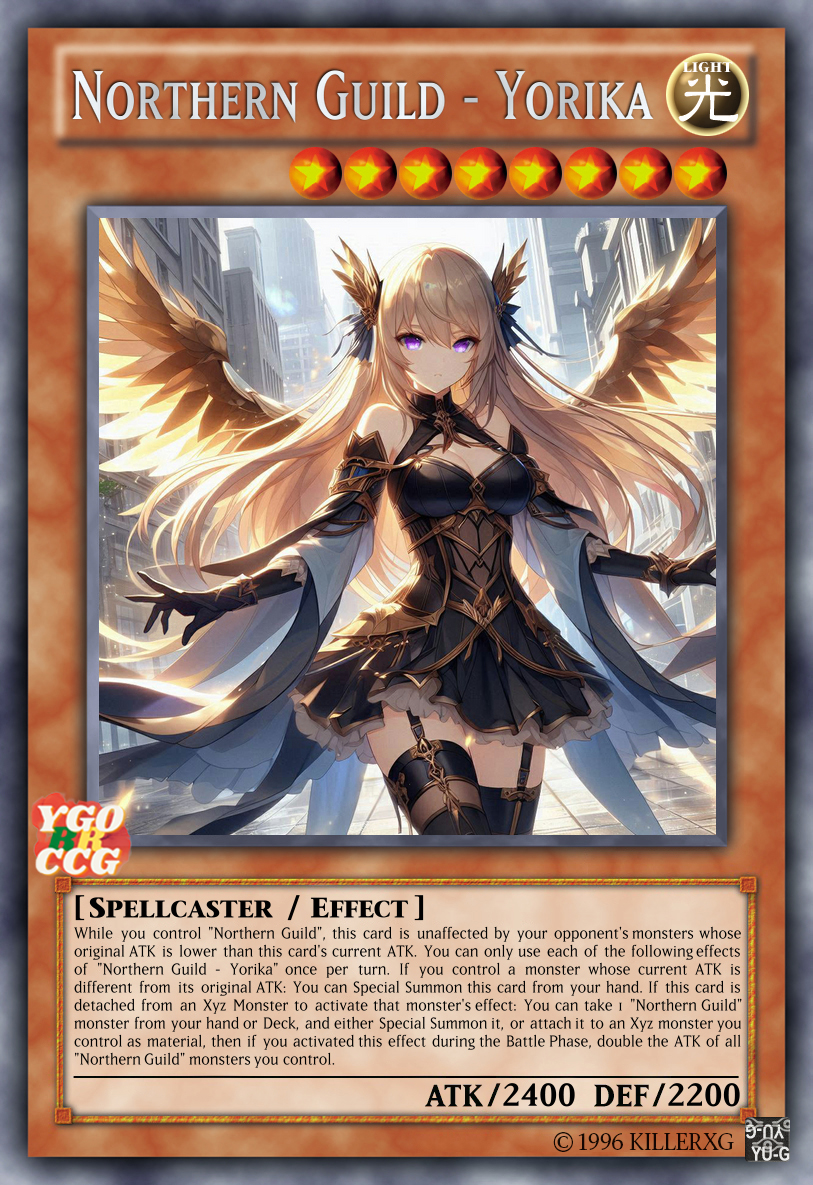 NORTHERN GUILD - YORIKA
LIGHT
光
YGO
RR
CCG
[ SPELLCASTER / EFFECT ]
While you control "Northern Guild", this card is unaffected by your opponent's monsters whose
original ATK is lower than this card's current ATK. You can only use each of the following effects
of "Northern Guild - Yorika" once per turn. If you control a monster whose current ATK is
different from its original ATK: You can Special Summon this card from your hand. If this card is
detached from an Xyz Monster to activate that monster's effect: You can take 1 "Northern Guild"
monster from your hand or Deck, and either Special Summon it, or attach it to an Xyz monster you
control as material, then if you activated this effect during the Battle Phase, double the ATK of all
"Northern Guild" monsters you control.
ATK/2400 DEF/2200
© 1996 KILLERXG
YU-G